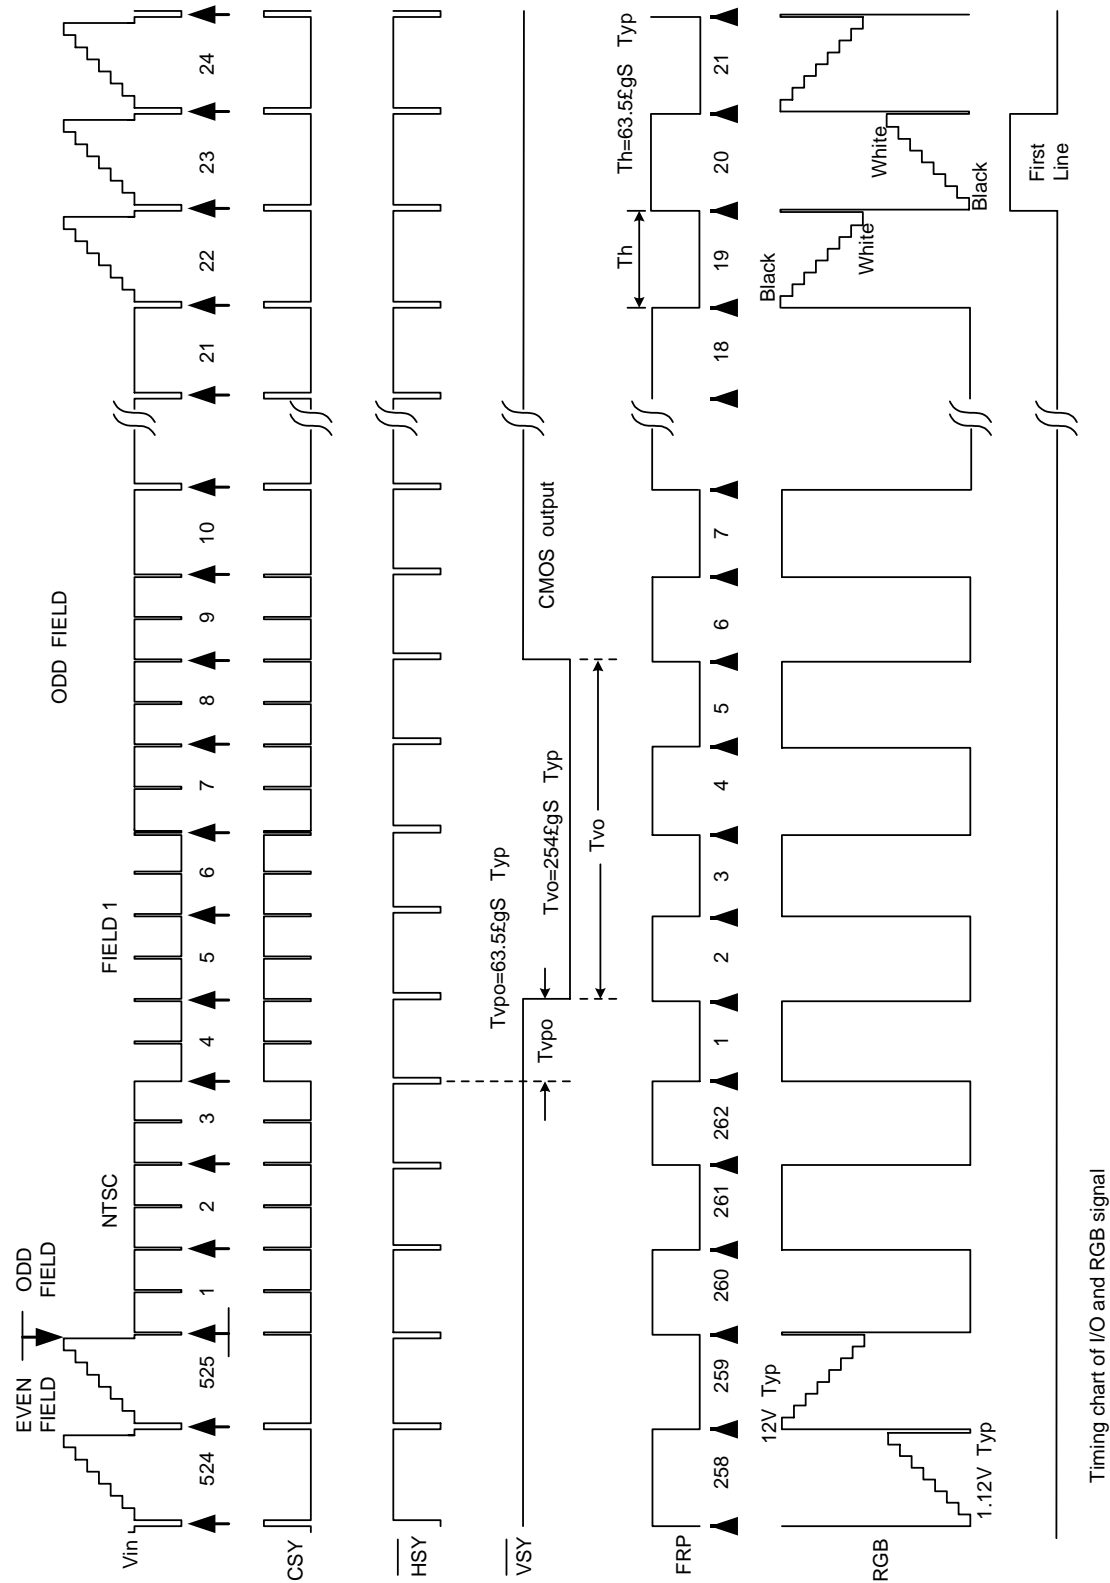 EVEN ODD
FIELD FIELD
NTSC
FIELD 1
ODD FIELD
Vin
524 525 1 2 3 4 5 6 7 8 9 10 21 22 23 24
CSY
HSY
Tvpo=63.5£gS Typ
VSY
Tvpo
Tvo=254£gS Typ
CMOS output
Tvo
Th
Th=63.5£gS Typ
FRP
258 259 260 261 262 1 2 3 4 5 6 7 18 19 20 21
12V Typ
Black
White
RGB
White
1.12V Typ
Black
First
Line
Timing chart of I/O and RGB signal